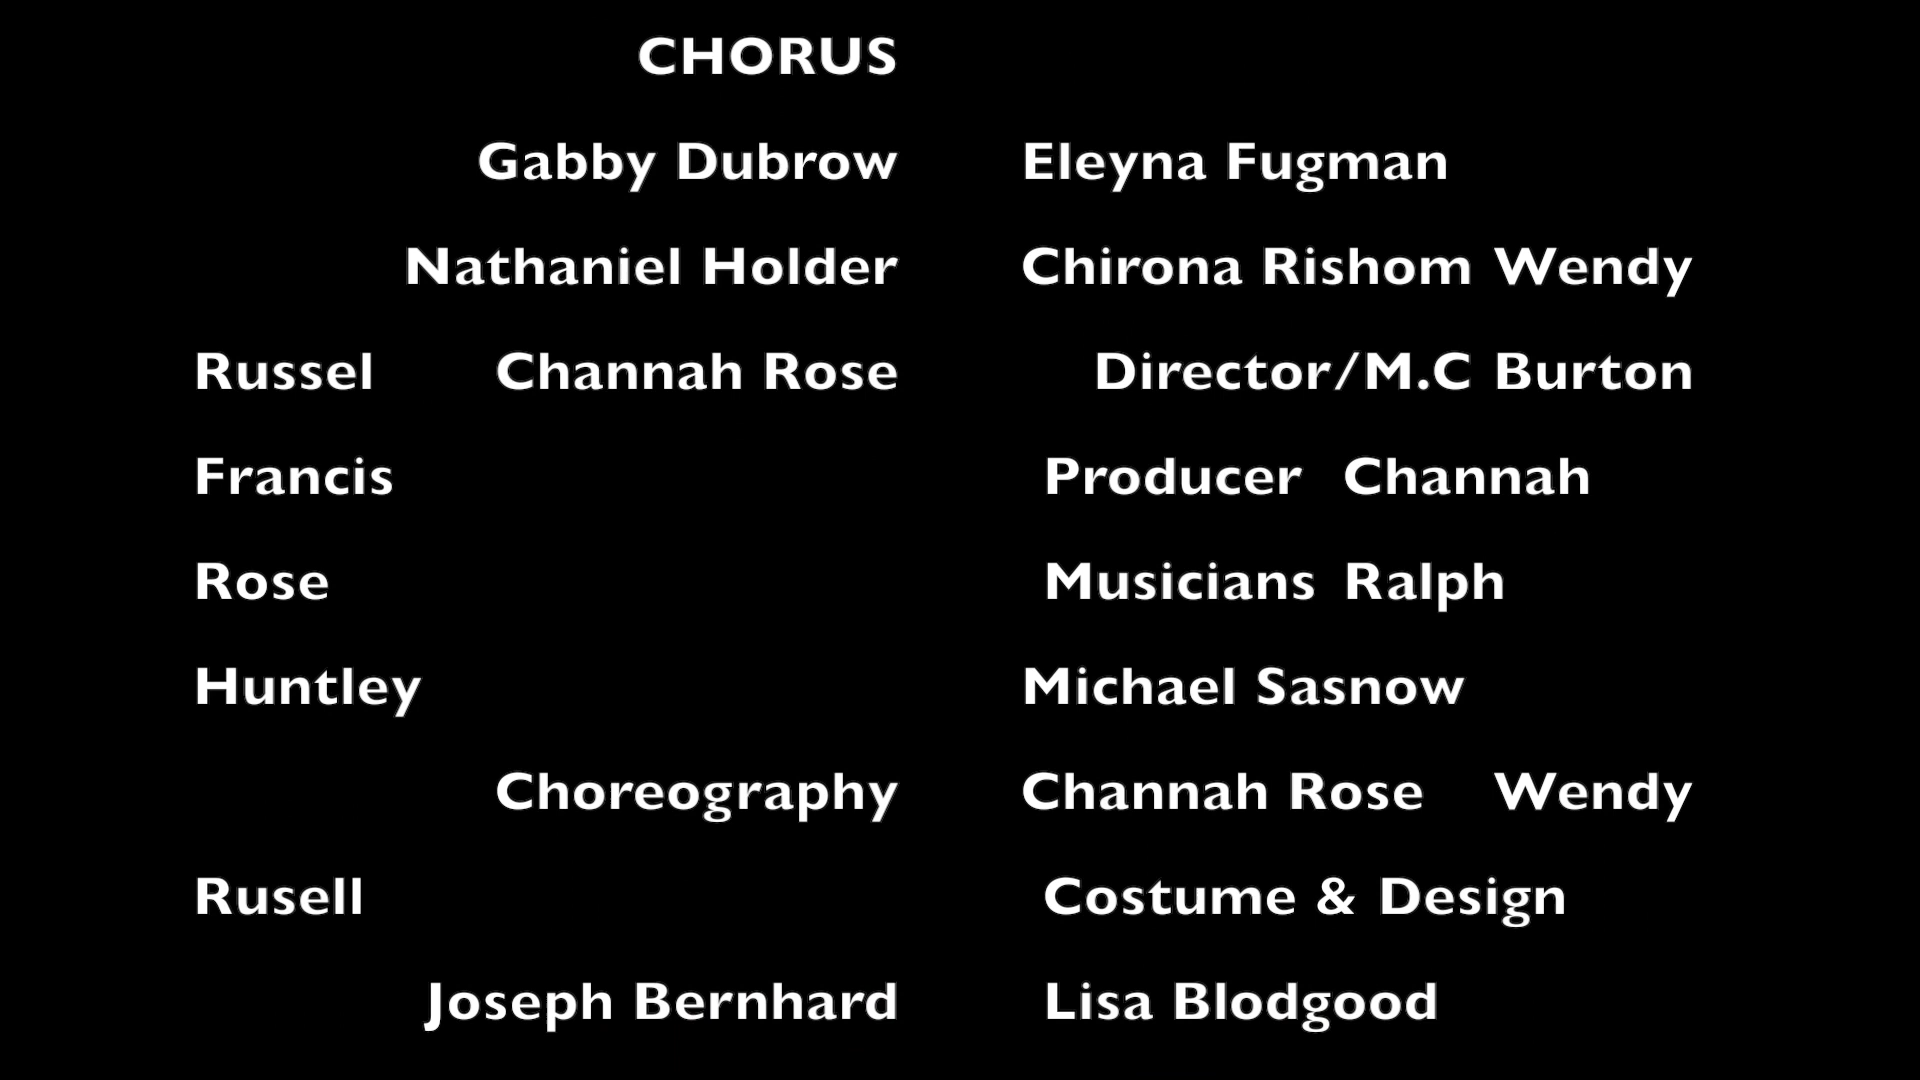 CHORUS
Gabby Dubrow Eleyna Fugman
Nathaniel Holder Chirona Rishom Wendy
Russel Channah Rose Director/M.C Burton
Francis Producer Channah
Rose Musicians Ralph
Huntley Michael Sasnow
Choreography Channah Rose Wendy
Rusell Costume & Design
Joseph Bernhard Lisa Blodgood